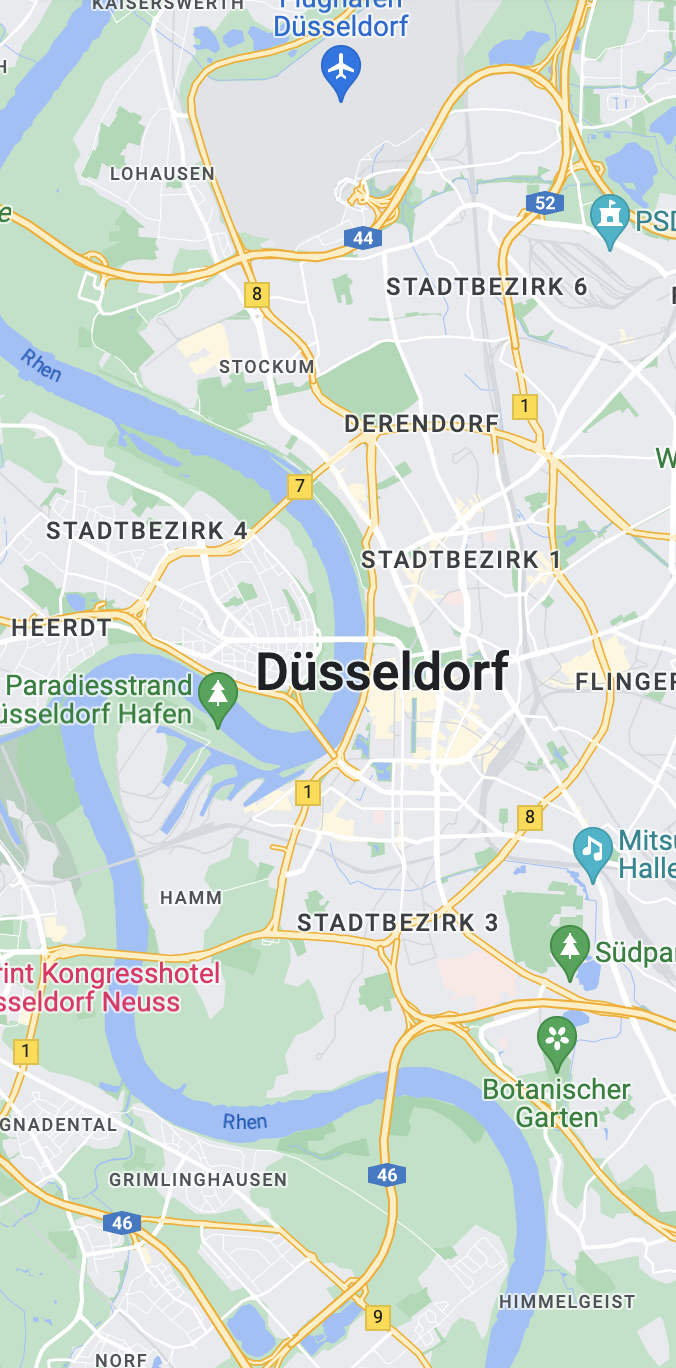 KAISERSWERTH
Flughafen
Düsseldorf
H
LOHAUSEN
52
e
PSD
44
STADTBEZIRK 6
8
Rhen
STOCKUM
1
DERENDORF
W
7
STADTBEZIRK 4
STADTBEZIRK 1
HEERDT
Düsseldorf
Paradiesstrand
üsseldorf Hafen
FLINGER
1
8
Mitsu
Halle
HAMM
STADTBEZIRK 3
Südpar
rint Kongresshotel
sseldorf Neuss
1
Botanischer
Garten
GNADENTAL
Rhen
46
GRIMLINGHAUSEN
46
HIMMELGEIST
9
NORF